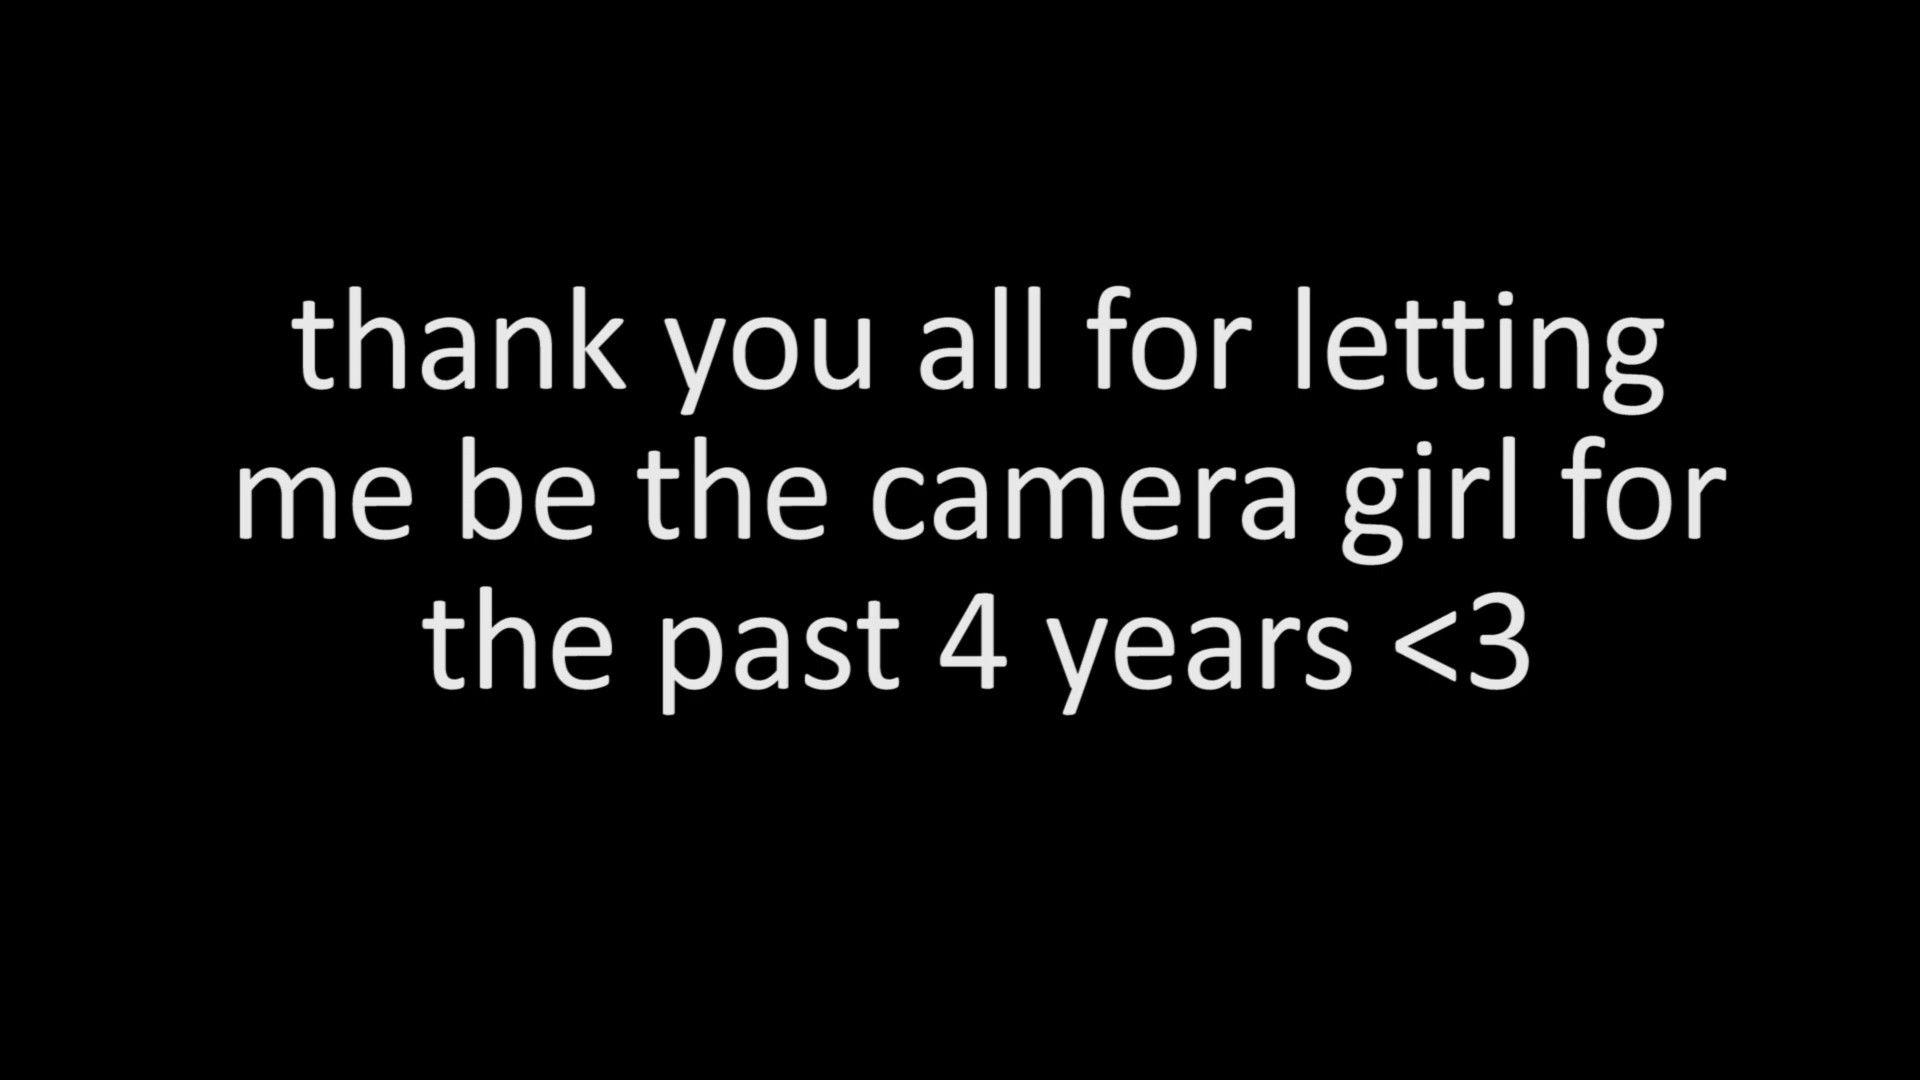 thank you all for letting
me be the camera girl for
the past 4 years <3